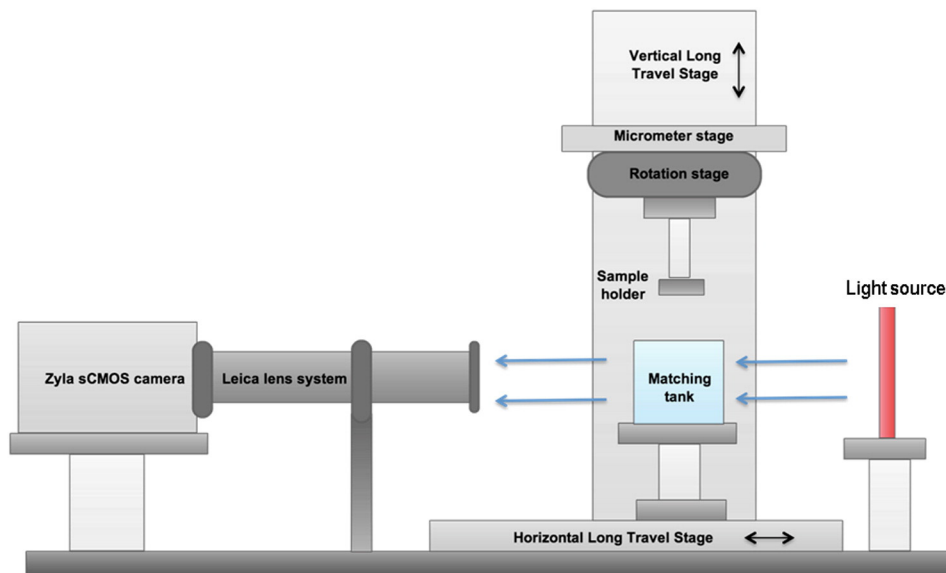 Vertical Long
Travel Stage
Micrometer stage
Rotation stage
Sample
holder
Light source
Zyla sCMOS camera
Leica lens system
Matching
tank
Horizontal Long Travel Stage